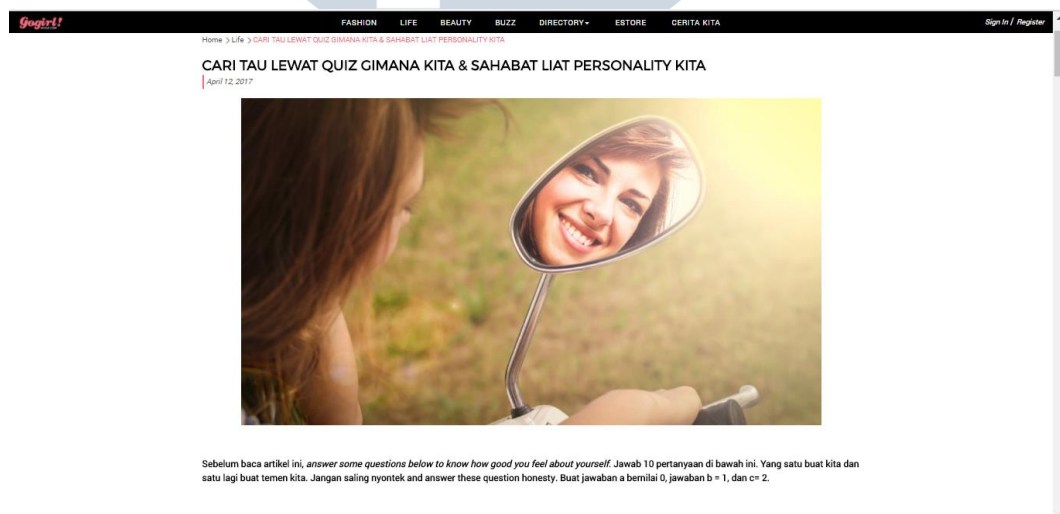 Gogirl!
FASHION LIFE BEAUTY BUZZ DIRECTORY ESTORE CERITA KITA
Sign In / Register
Home > Life > CARI TAU LEWAT QUIZ GIMANA KITA & SAHABAT LIAT PERSONALITY KITA
CARI TAU LEWAT QUIZ GIMANA KITA & SAHABAT LIAT PERSONALITY KITA
April 12, 2017
Sebelum baca artikel ini, answer some questions below to know how good you feel about yourself. Jawab 10 pertanyaan di bawah ini. Yang satu buat kita dan
satu lagi buat temen kita. Jangan saling nyontek and answer these question honesty. Buat jawaban a bernilai 0, jawaban b = 1, dan c= 2.